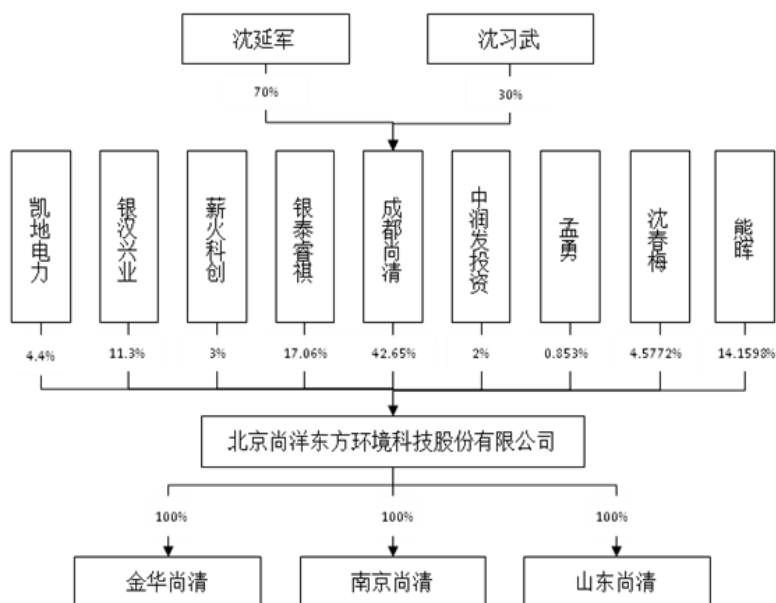 沈延军
沈习武
70%
30%
凯地电力
银汉兴业
薪火科创
银泰睿祺
成都尚清
中润发投资
孟勇
沈春梅
熊晖
4.4%
11.3%
3%
17.06%
42.65%
2%
0.853%
4.5772%
14.1598%
北京尚洋东方环境科技股份有限公司
100%
100%
100%
金华尚清
南京尚清
山东尚清